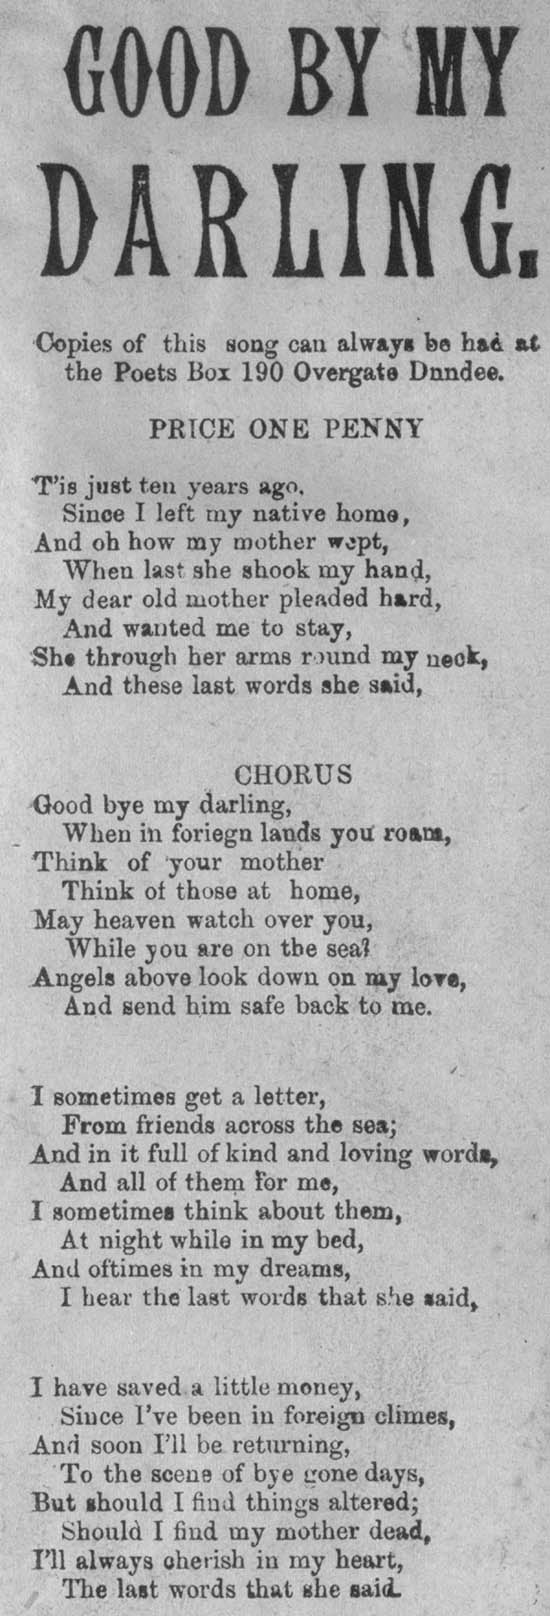 GOOD BY MY
DARLING.
Copies of this song can always be had at
the Poets Box 190 Overgate Dnndee.
PRICE ONE PENNY
T'is just ten years ago.
Since I left my native home,
And oh how my mother wept,
When last she shook my hand,
My dear old mother pleaded hard,
And wanted me to stay,
She through her arms round my neck,
And these last words she said,
CHORUS
Good bye my darling,
When in foriegn lands you roam,
Think of your mother
Think of those at home,
May heaven watch over you,
While you are on the sea?
Angels above look down on my love,
And send him safe back to me.
I sometimes get a letter,
From friends across the sea;
And in it full of kind and loving words,
And all of them for me,
I sometimes think about them,
At night while in my bed,
And oftimes in my dreams,
I hear the last words that she said,
I have saved a little money,
Since I've been in foreign climes,
And soon I'll be returning,
To the scene of bye gone days,
But should I find things altered;
Should I find my mother dead,
I'll always cherish in my heart,
The last words that she said.